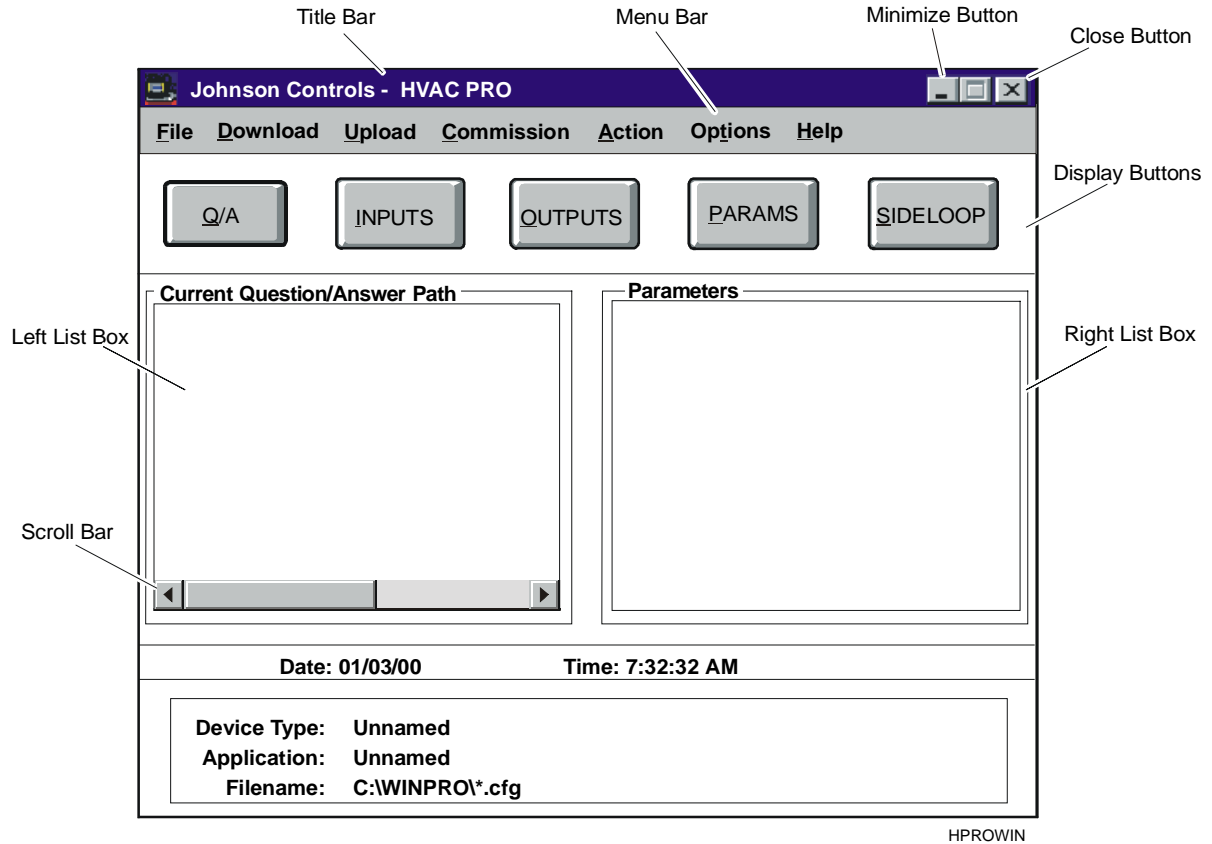 Title Bar
Menu Bar
Minimize Button
Close Button
Johnson Controls - HVAC PRO
File Download Upload Commission Action Options Help
Display Buttons
Q/A INPUTS OUTPUTS PARAMS SIDELOOP
Current Question/Answer Path
Parameters
Left List Box
Right List Box
Scroll Bar
Date: 01/03/00 Time: 7:32:32 AM
Device Type: Unnamed
Application: Unnamed
Filename: C:\WINPRO\*.cfg
HPROWIN